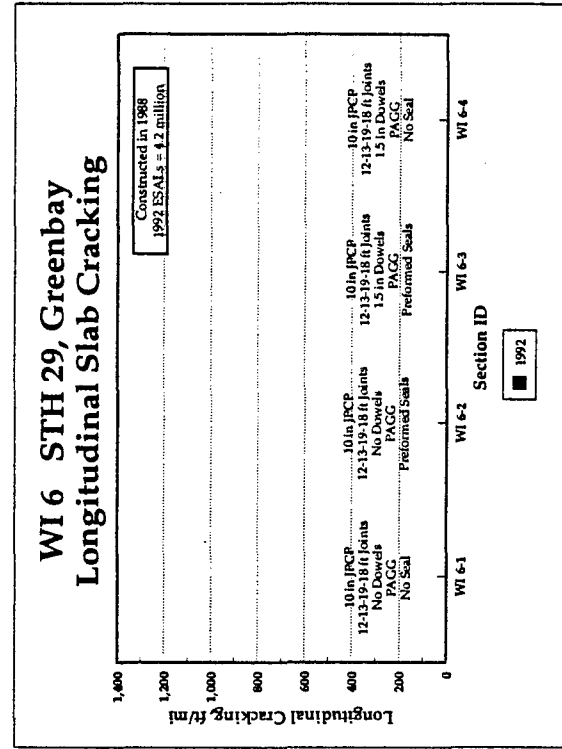 WI 6 STH 29, Greenbay
Longitudinal Slab Cracking
Longitudinal Cracking, ft/mi
1,400
1,200
1,000
800
600
400
200
0
Constructed in 1988
1992 ESALs = 4.2 million
10 in JPCP
12-13-19-18 ft Joints
No Dowels
PAGG
No Seal
10 in JPCP
12-13-19-18 ft Joints
No Dowels
PAGG
Preformed Seals
10 in JPCP
12-13-19-18 ft Joints
1.5 in Dowels
PAGG
Preformed Seals
10 in JPCP
12-13-19-18 ft Joints
1.5 in Dowels
PAGG
No Seal
WI 6-1
WI 6-2
WI 6-3
WI 6-4
Section ID
1992